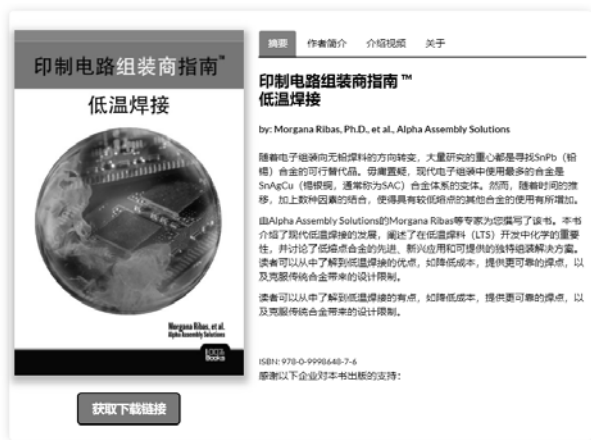 印制电路组装商指南™
低温焊接
Morgana Ribas, et al.
Alpha Assembly Solutions
Books
获取下载链接
摘要 作者简介 介绍视频 关于
印制电路组装商指南™
低温焊接
by: Morgana Ribas, Ph.D., et al., Alpha Assembly Solutions
随着电子组装向无铅焊料的方向转变，大量研究的重心都是寻找SnPb（铅
锡）合金的可行替代品。毋庸置疑，现代电子组装中使用最多的合金是
SnAgCu（锡银铜，通常称为SAC）合金体系的变体。然而，随着时间的推
移，加上数种因素的结合，使得具有较低熔点的其他合金的使用有所增加。
由Alpha Assembly Solutions的Morgana Ribas等专家为您撰写了该书。本书
介绍了现代低温焊接的发展，阐述了在低温焊料（LTS）开发中化学的重要
性，并讨论了低熔点合金的先进、新兴应用和可提供的独特组装解决方案。
读者可以从中了解到低温焊接的优点，如降低成本，提供更可靠的焊点，以
及克服传统合金带来的设计限制。
读者可以从中了解到低温焊接的有点，如降低成本，提供更可靠的焊点，以
及克服传统合金带来的设计限制。
ISBN: 978-0-9998648-7-6
感谢以下企业对本书出版的支持：